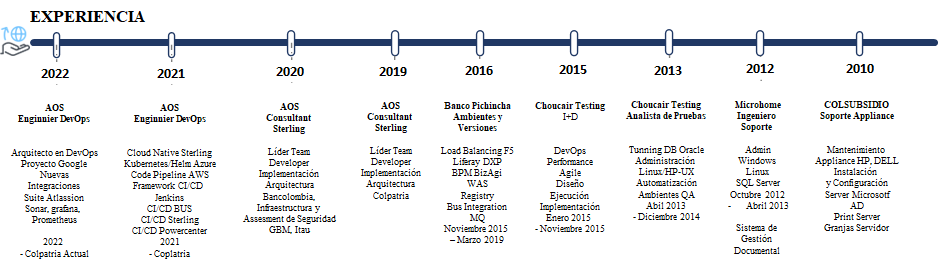 EXPERIENCIA
2022
AOS
Enginnier DevOps
Arquitecto en DevOps
Proyecto Google
Nuevas
Integraciones
Suite Atlassion
Sonar, grafana,
Prometheus
2022
- Colpatria Actual
2021
AOS
Enginnier DevOps
Cloud Native Sterling
Kubernetes/Helm Azure
Code Pipeline AWS
Framework CI/CD
Jenkins
CI/CD BUS
CI/CD Sterling
CI/CD Powercenter
2021
- Coplatria
2020
AOS
Consultant
Sterling
Líder Team
Developer
Implementación
Arquitectura
Bancolombia,
Infraestructura y
Assesment de Seguridad
GBM, Itau
2019
AOS
Consultant
Sterling
Líder Team
Developer
Implementación
Arquitectura
Colpatria
2016
Banco Pichincha
Ambientes y
Versiones
Load Balancing F5
Liferay DXP
BPM BizAgi
WAS
Registry
Bus Integration
MQ
Noviembre 2015
– Marzo 2019
2015
Choucair Testing
I+D
DevOps
Performance
Agile
Diseño
Ejecución
Implementación
Enero 2015
- Noviembre 2015
2013
Choucair Testing
Analista de Pruebas
Tunning DB Oracle
Administración
Linux/HP-UX
Automatización
Ambientes QA
Abil 2013
- Diciembre 2014
2012
Microhome
Ingeniero
Soporte
Admin
Windows
Linux
SQL Server
Octubre 2012
- Abril 2013
Sistema de
Gestión
Documental
2010
COLSUBSIDIO
Soporte Appliance
Mantenimiento
Appliance HP, DELL
Instalación
y Configuración
Server Microsotf
AD
Print Server
Granjas Servidor